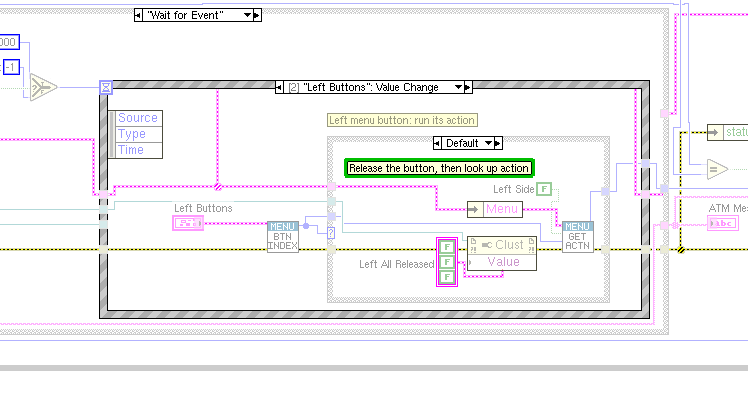 "Wait for Event"
000
-1
[2] "Left Buttons": Value Change
Source
Type
Time
Left menu button: run its action
Default
Release the button, then look up action
Left Side
F
Left Buttons
Menu
MENU
BTN
INDEX
?
MENU
GET
ACTN
Clust
Value
Left All Released
F
F
F
statu
=
ATM Me
abc